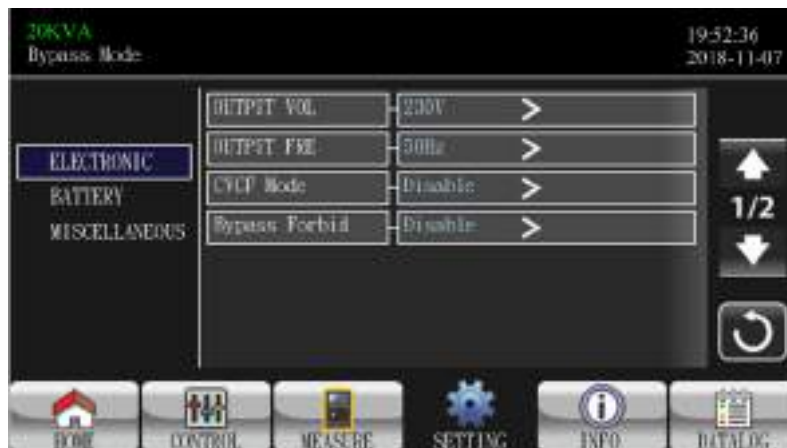 20KVA
19:52:36
Bypass Mode
2018-11-07
OUTPUT VOL
230V
ELECTRONIC
OUTPUT FRE
50Hz
BATTERY
CVCF Mode
Disable
1/2
MISCELLANEOUS
Bypass Forbid
Disable
HOME
CONTROL
MEASURE
SETTING
INFO
DATALOG